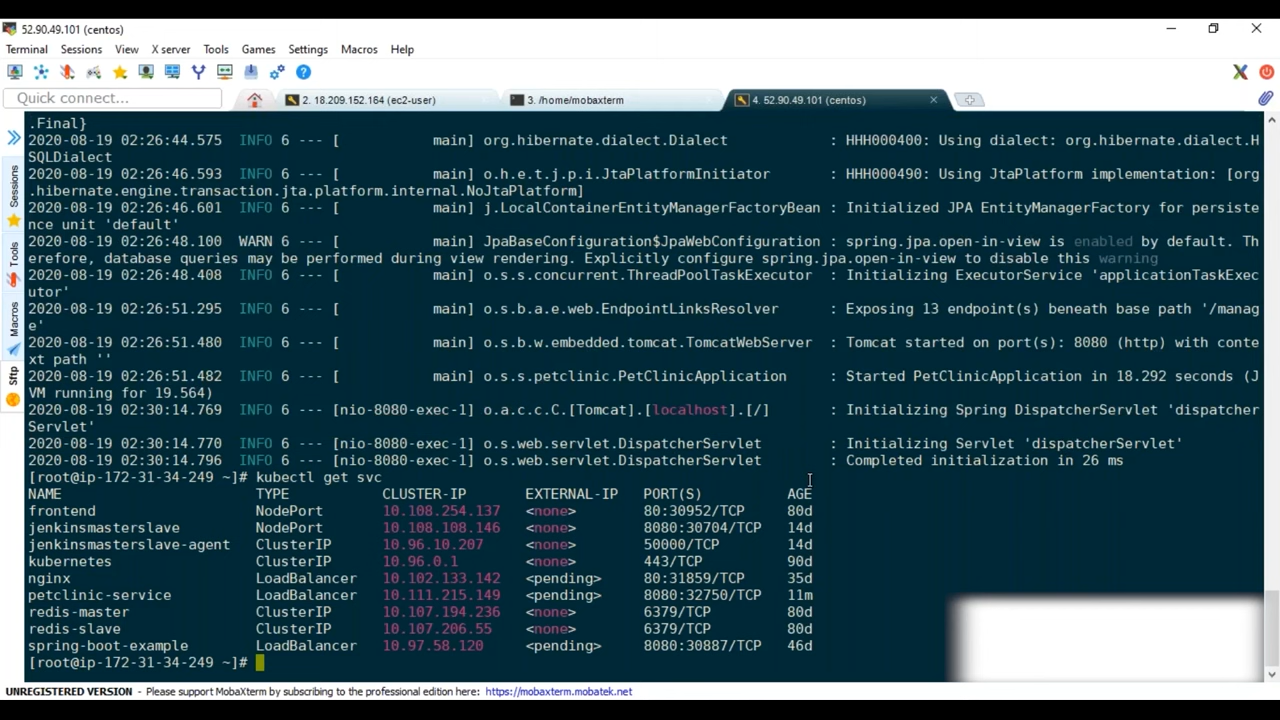 52.90.49.101 (centos)
Terminal Sessions View X server Tools Games Settings Macros Help
Quick connect...
2. 18.209.152.164 (ec2-user)
3. /home/mobaxterm
4. 52.90.49.101 (centos)
Sessions
Tools
Macros
Sftp
.Final}
2020-08-19 02:26:44.575  INFO 6 --- [           main] org.hibernate.dialect.Dialect            : HHH000400: Using dialect: org.hibernate.dialect.H
SQLDialect
2020-08-19 02:26:46.593  INFO 6 --- [           main] o.h.e.t.j.p.i.JtaPlatformInitiator       : HHH000490: Using JtaPlatform implementation: [org
.hibernate.engine.transaction.jta.platform.internal.NoJtaPlatform]
2020-08-19 02:26:46.601  INFO 6 --- [           main] j.LocalContainerEntityManagerFactoryBean : Initialized JPA EntityManagerFactory for persiste
nce unit 'default'
2020-08-19 02:26:48.100  WARN 6 --- [           main] JpaBaseConfiguration$JpaWebConfiguration : spring.jpa.open-in-view is enabled by default. Th
erefore, database queries may be performed during view rendering. Explicitly configure spring.jpa.open-in-view to disable this warning
2020-08-19 02:26:48.408  INFO 6 --- [           main] o.s.s.concurrent.ThreadPoolTaskExecutor  : Initializing ExecutorService 'applicationTaskExec
utor'
2020-08-19 02:26:51.295  INFO 6 --- [           main] o.s.b.a.e.web.EndpointLinksResolver      : Exposing 13 endpoint(s) beneath base path '/manag
e'
2020-08-19 02:26:51.480  INFO 6 --- [           main] o.s.b.w.embedded.tomcat.TomcatWebServer  : Tomcat started on port(s): 8080 (http) with conte
xt path ''
2020-08-19 02:26:51.482  INFO 6 --- [           main] o.s.s.petclinic.PetClinicApplication     : Started PetClinicApplication in 18.292 seconds (J
VM running for 19.564)
2020-08-19 02:30:14.769  INFO 6 --- [nio-8080-exec-1] o.a.c.c.C.[Tomcat].[localhost].[/]       : Initializing Spring DispatcherServlet 'dispatcher
Servlet'
2020-08-19 02:30:14.770  INFO 6 --- [nio-8080-exec-1] o.s.web.servlet.DispatcherServlet        : Initializing Servlet 'dispatcherServlet'
2020-08-19 02:30:14.796  INFO 6 --- [nio-8080-exec-1] o.s.web.servlet.DispatcherServlet        : Completed initialization in 26 ms
[root@ip-172-31-34-249 ~]# kubectl get svc
NAME                       TYPE           CLUSTER-IP       EXTERNAL-IP   PORT(S)          AGE
frontend                   NodePort       10.108.254.137   <none>        80:30952/TCP     80d
jenkinsmasterslave         NodePort       10.108.108.146   <none>        8080:30704/TCP   14d
jenkinsmasterslave-agent   ClusterIP      10.96.10.207     <none>        50000/TCP        14d
kubernetes                 ClusterIP      10.96.0.1        <none>        443/TCP          90d
nginx                      LoadBalancer   10.102.133.142   <pending>     80:31859/TCP     35d
petclinic-service          LoadBalancer   10.111.215.149   <pending>     8080:32750/TCP   11m
redis-master               ClusterIP      10.107.194.236   <none>        6379/TCP         80d
redis-slave                ClusterIP      10.107.206.55    <none>        6379/TCP         80d
spring-boot-example        LoadBalancer   10.97.58.120     <pending>     8080:30887/TCP   46d
[root@ip-172-31-34-249 ~]#
UNREGISTERED VERSION - Please support MobaXterm by subscribing to the professional edition here: https://mobaxterm.mobatek.net